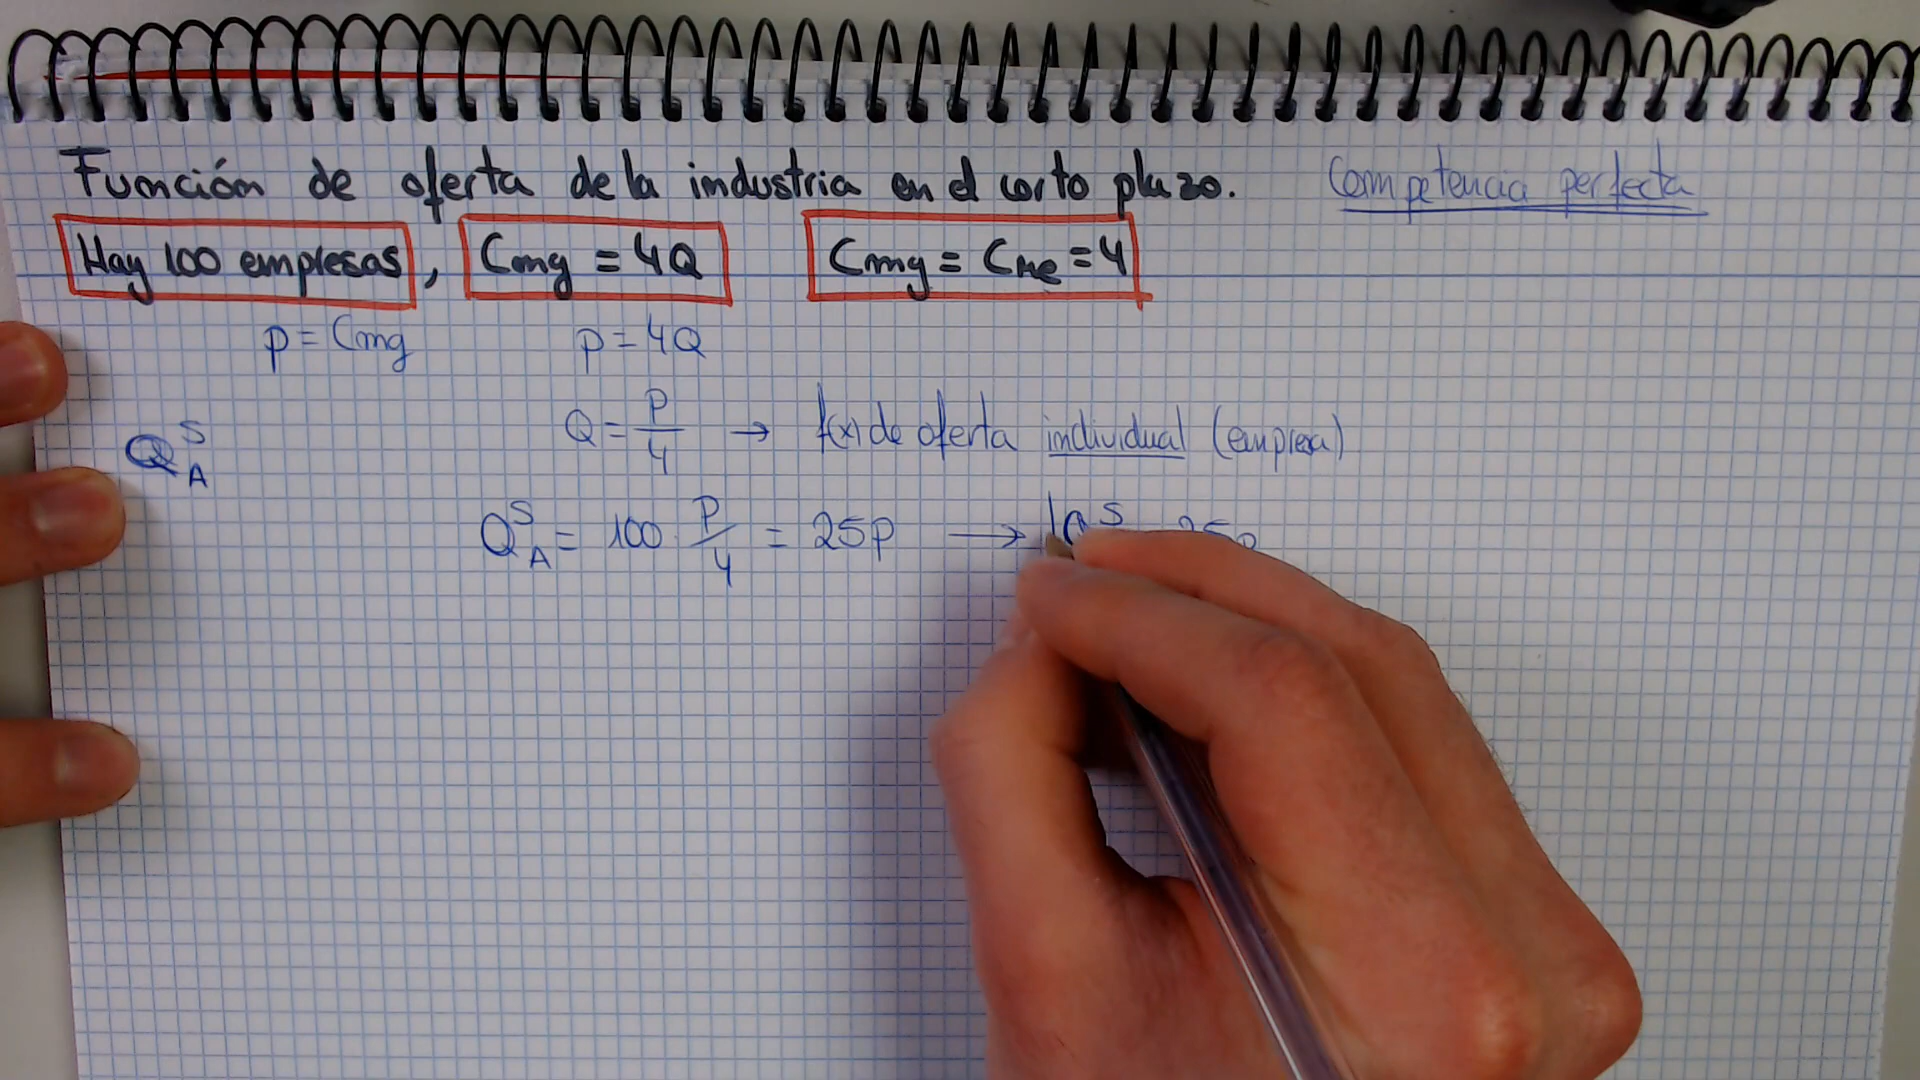 Función de oferta de la industria en el corto plazo. Competencia perfecta
Hay 100 empresas, Cmg = 4Q Cmg = CMe = 4
p = Cmg p = 4Q
Q = P/4 → f(x) de oferta individual (empresa)
Q^S_A
Q^S_A = 100 · P/4 = 25p → Q^S 25p